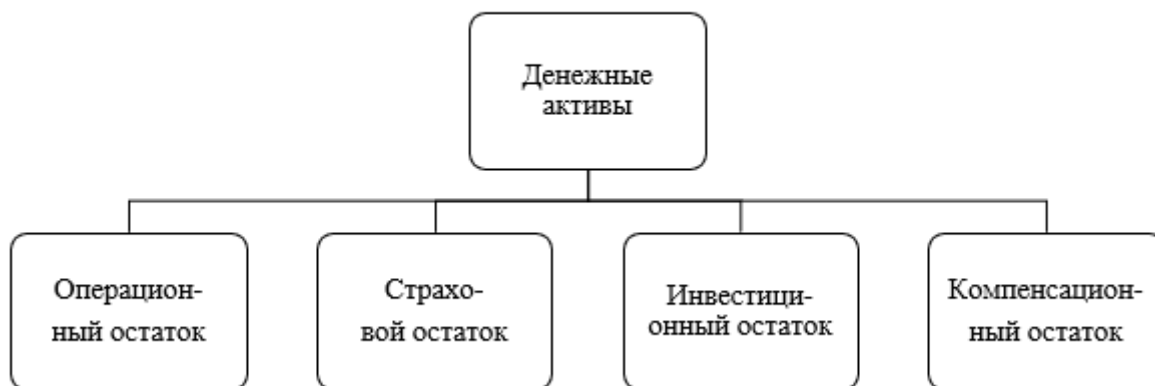 Денежные
активы
Операцион-
ный остаток
Страхо-
вой остаток
Инвестици-
онный остаток
Компенсацион-
ный остаток